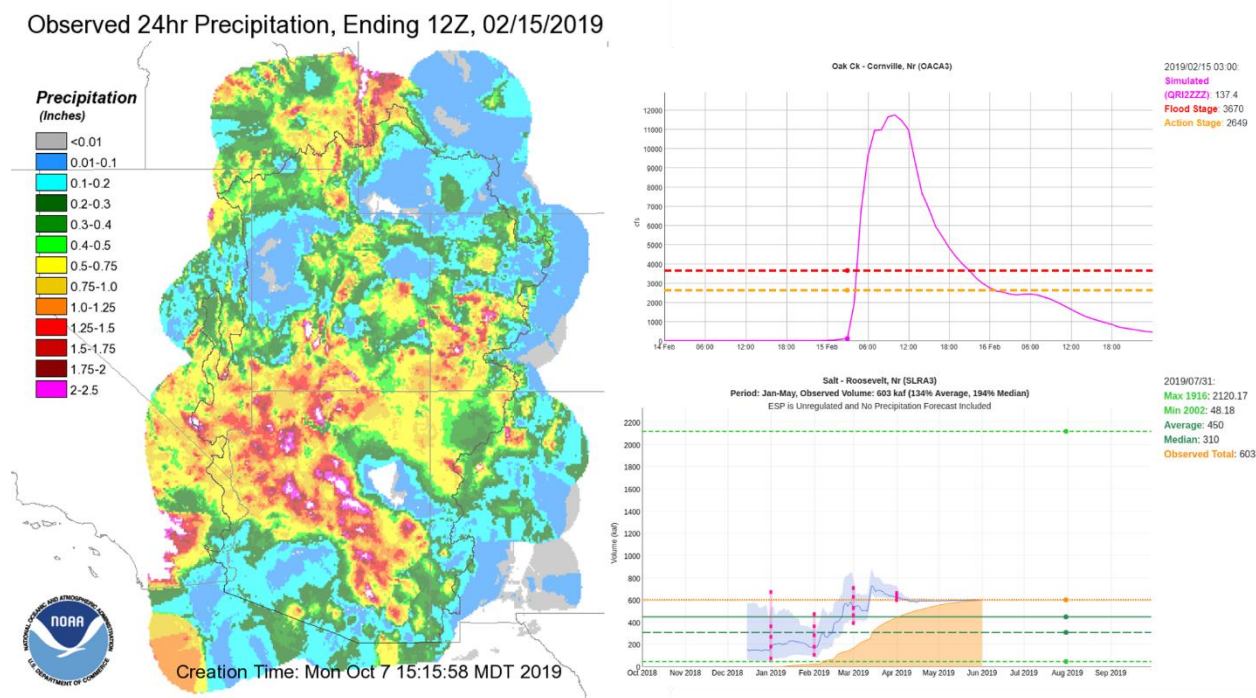 Observed 24hr Precipitation, Ending 12Z, 02/15/2019
Precipitation
(Inches)
<0.01
0.01-0.1
0.1-0.2
0.2-0.3
0.3-0.4
0.4-0.5
0.5-0.75
0.75-1.0
1.0-1.25
1.25-1.5
1.5-1.75
1.75-2
2-2.5
NATIONAL OCEANIC AND ATMOSPHERIC ADMINISTRATION
NOAA
U.S. DEPARTMENT OF COMMERCE
Creation Time: Mon Oct 7 15:15:58 MDT 2019
Oak Ck - Cornville, Nr (OACA3)
2019/02/15 03:00:
Simulated
(QRI2ZZZ): 137.4
Flood Stage: 3670
Action Stage: 2649
12000
11000
10000
9000
8000
7000
6000
5000
4000
3000
2000
1000
0
cfs
14 Feb 06:00 12:00 18:00 15 Feb 06:00 12:00 18:00 16 Feb 06:00 12:00 18:00
Salt - Roosevelt, Nr (SLRA3)
Period: Jan-May, Observed Volume: 603 kaf (134% Average, 194% Median)
ESP is Unregulated and No Precipitation Forecast Included
2019/07/31:
Max 1916: 2120.17
Min 2002: 48.18
Average: 450
Median: 310
Observed Total: 603
2200
2000
1800
1600
1400
1200
1000
800
600
400
200
0
Volume (kaf)
Oct 2018 Nov 2018 Dec 2018 Jan 2019 Feb 2019 Mar 2019 Apr 2019 May 2019 Jun 2019 Jul 2019 Aug 2019 Sep 2019